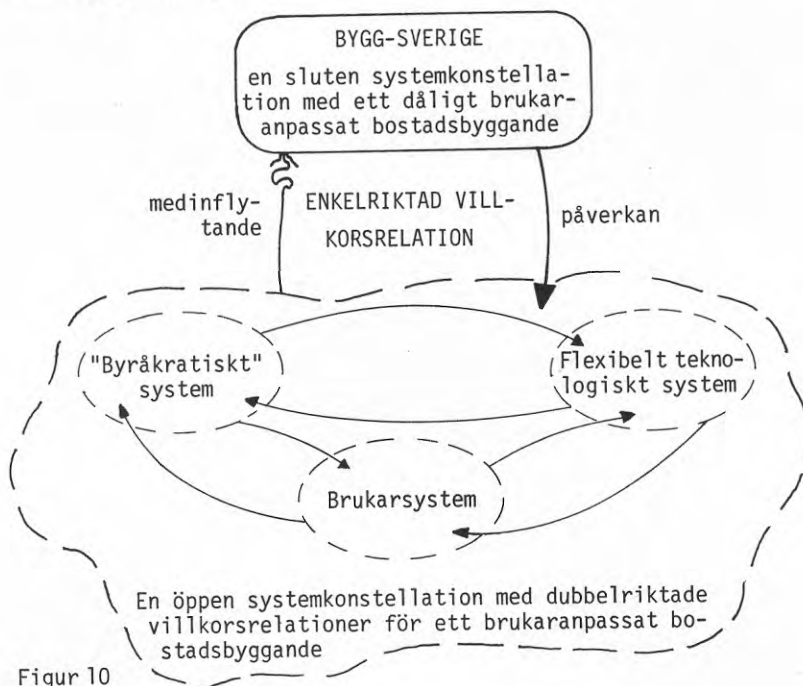 BYGG-SVERIGE
en sluten systemkonstella-
tion med ett dåligt brukar-
anpassat bostadsbyggande
medinfly-
tande
ENKELRIKTAD VILL-
KORSRELATION
påverkan
"Byråkratiskt"
system
Flexibelt tekno-
logiskt system
Brukarsystem
En öppen systemkonstellation med dubbelriktade
villkorsrelationer för ett brukaranpassat bo-
stadsbyggande
Figur 10